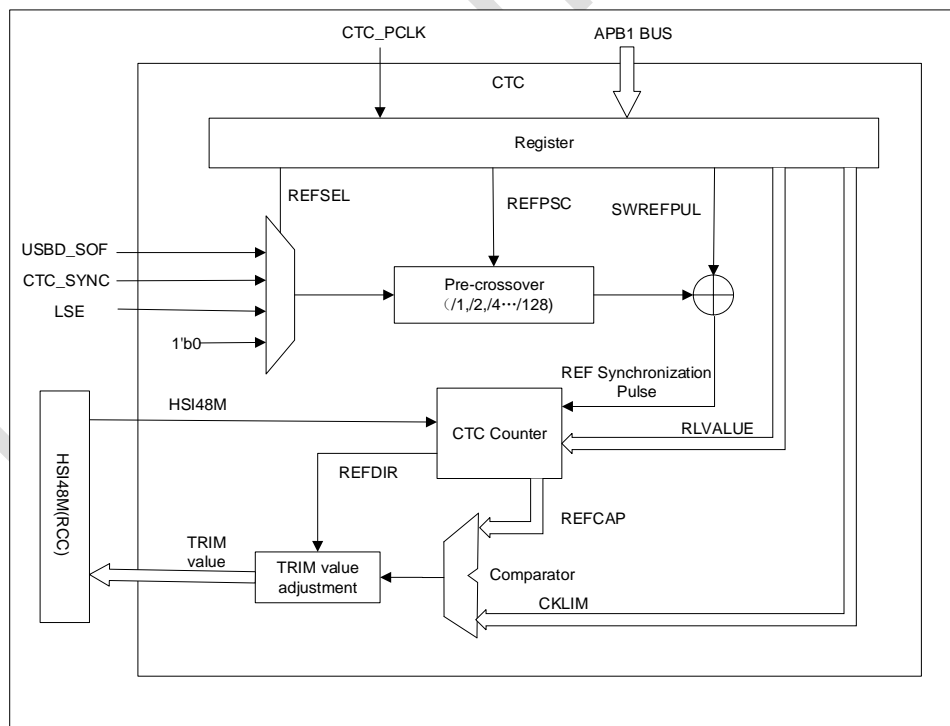 CTC_PCLK
APB1 BUS
CTC
Register
REFSEL
REFPSC
SWREFPUL
USBD_SOF
CTC_SYNC
LSE
1'b0
Pre-crossover
(/1,/2,/4···/128)
REF Synchronization
Pulse
HSI48M
CTC Counter
RLVALUE
REFDIR
REFCAP
HSI48M(RCC)
TRIM
value
TRIM value
adjustment
Comparator
CKLIM